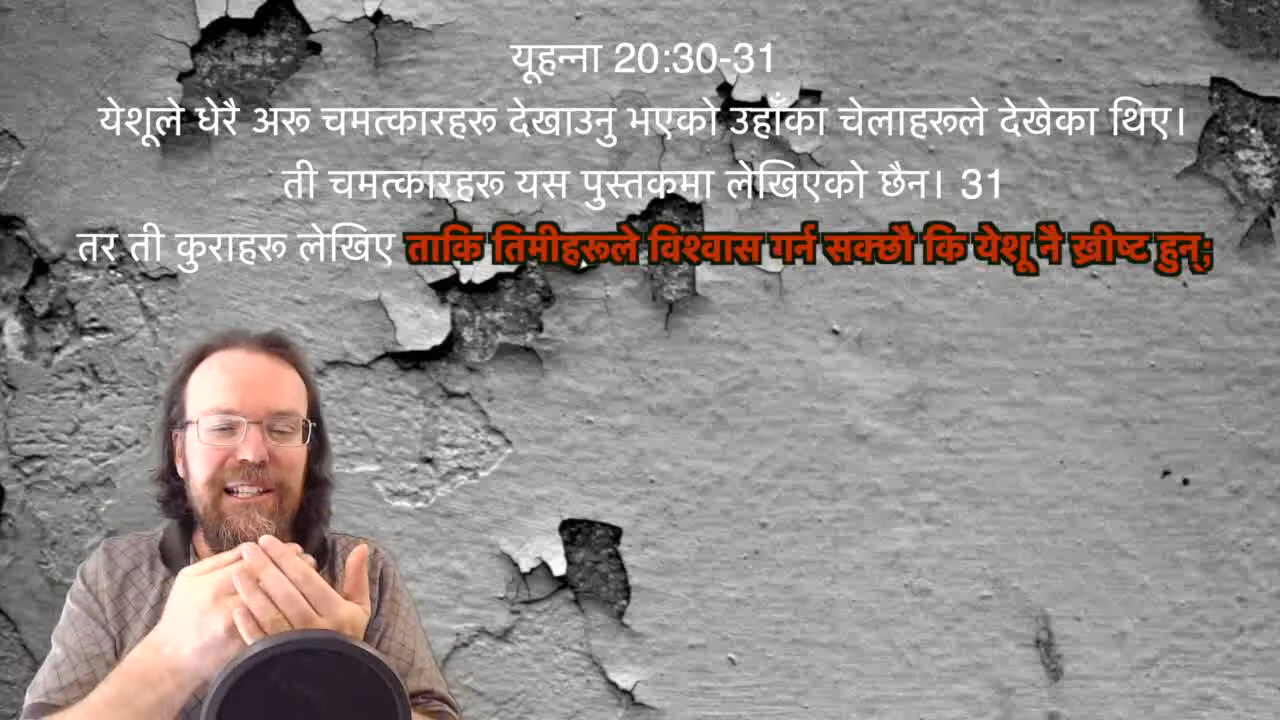 यूहन्ना 20:30-31
येशूले धेरै अरू चमत्कारहरू देखाउनु भएको उहाँका चेलाहरूले देखेका थिए।
ती चमत्कारहरू यस पुस्तकमा लेखिएको छैन। 31
तर ती कुराहरू लेखिए ताकि तिमीहरूले विश्वास गर्न सक्छौ कि येशू नै ख्रीष्ट हुन्;